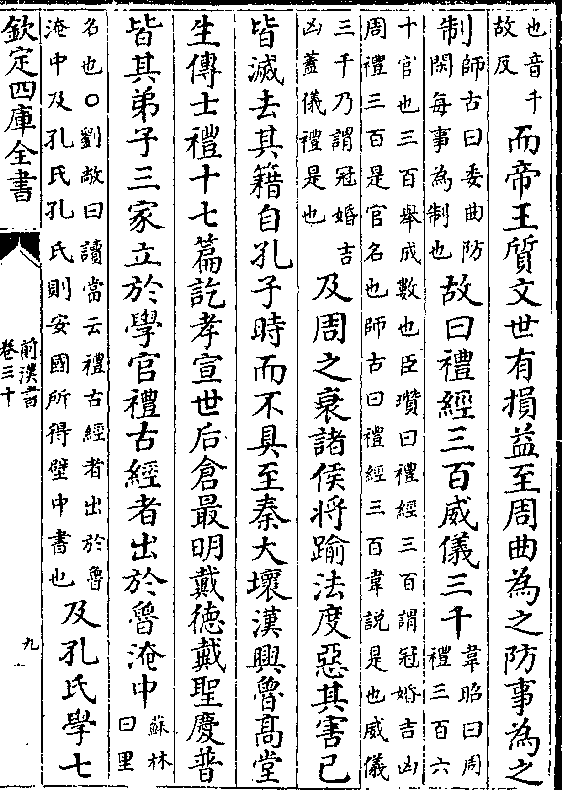 也音千
故反
而帝王質文世有損益至周曲為之防事為之
制
師古曰委曲防
閑每事為制也
故曰禮經三百威儀三千
韋昭曰周
禮三百六
十官也三百舉成數也臣瓚曰禮經三百謂冠婚吉凶
周禮三百是官名也師古曰禮經三百韋説是也威儀
三千乃謂冠婚吉
凶蓋儀禮是也
及周之衰諸侯將踰法度惡其害已
皆滅去其籍自孔子時而不具至秦大壞漢興魯髙堂
生傳士禮十七篇訖孝宣世后倉最明戴徳戴聖慶普
皆其弟子三家立於學官禮古經者出於魯淹中
蘇林
曰里
名也○劉敞曰讀當云禮古經者出於魯
淹中及孔氏孔氏則安國所得壁中書也
及孔氏學七
欽定四庫全書
前漢書
卷三十
九